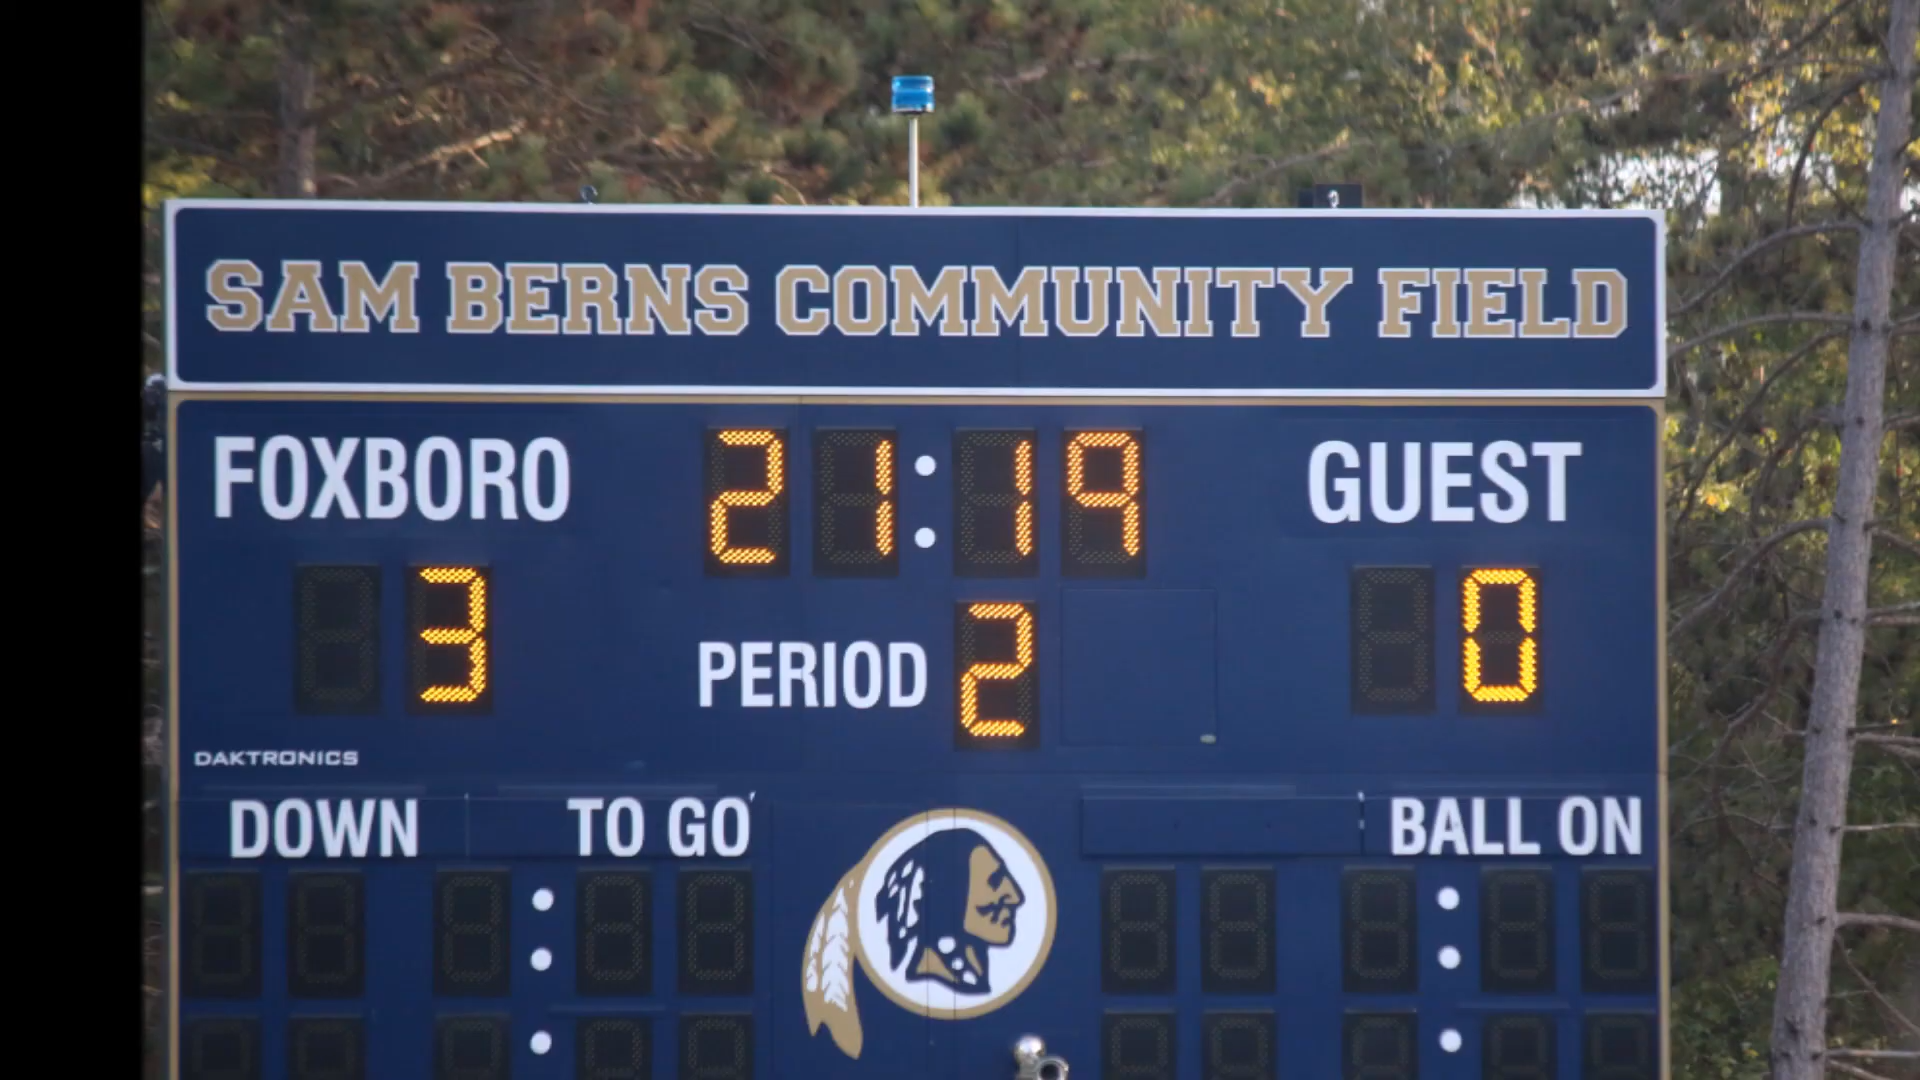 SAM BERNS COMMUNITY FIELD
FOXBORO 21:19 GUEST
3 PERIOD 2 0
DAKTRONICS
DOWN TO GO BALL ON